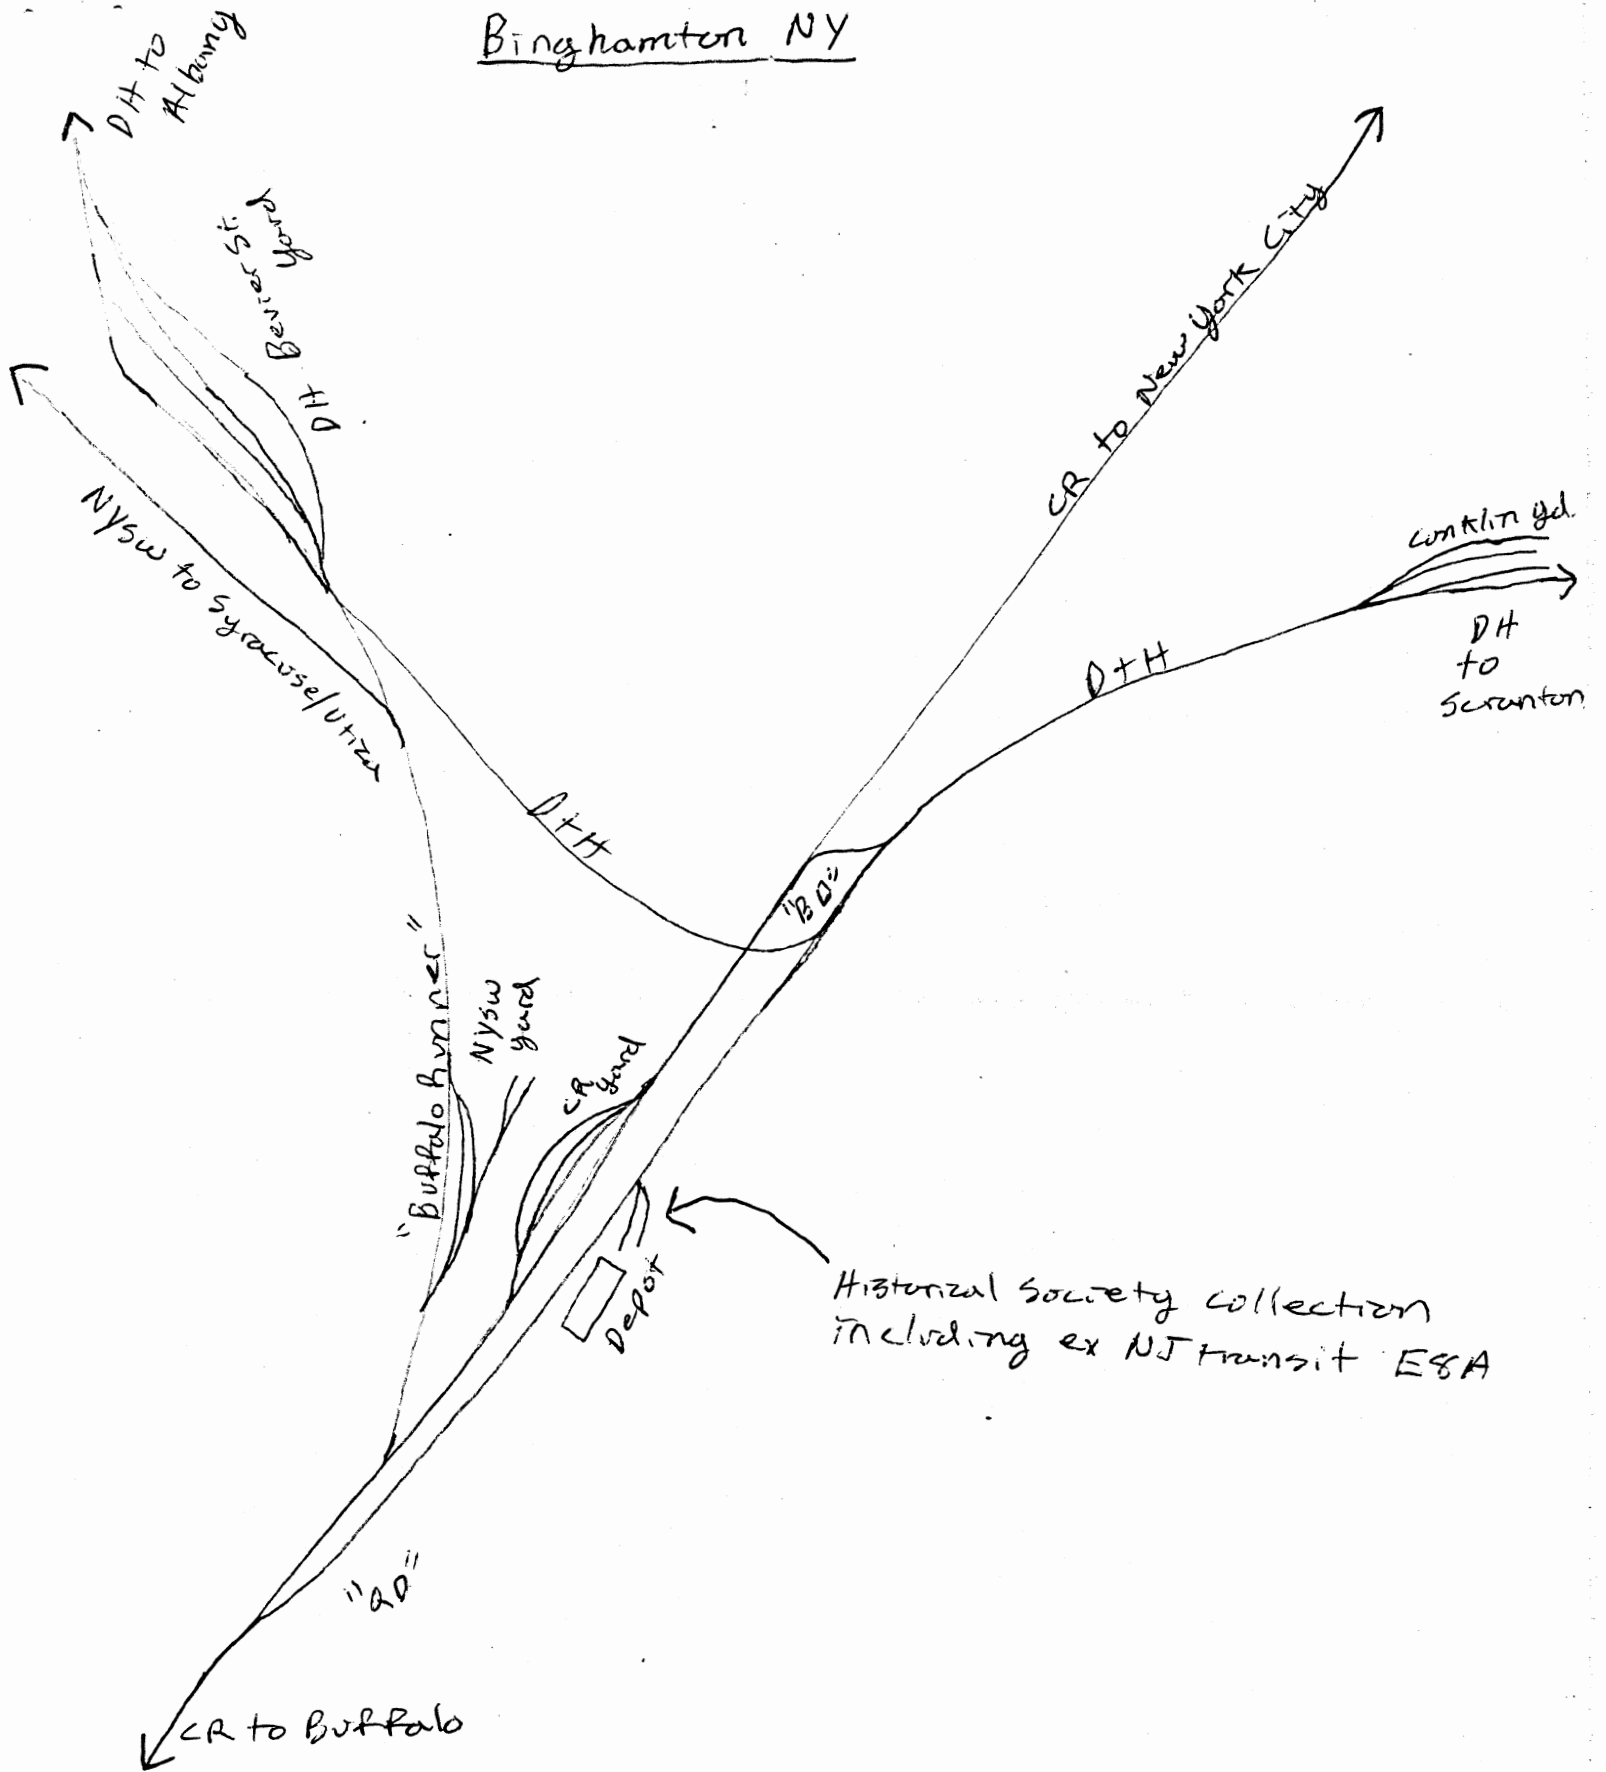 Binghamton NY
DH to
Albany
DH Bevier St.
Yard
CR to New York City
NYSW to Syracuse/Utica
Conklin Yd.
DH
to
Scranton
D+H
D+H
"BD"
"Buffalo Runner"
NYSW
yard
CR
Yard
Depot
Historical Society collection
including ex NJ transit E8A
"QD"
CR to Buffalo